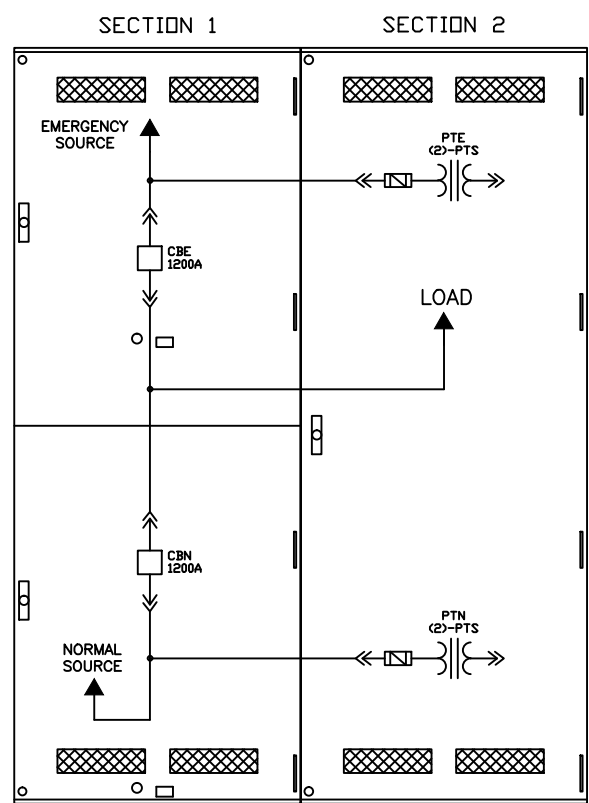 SECTION 1
SECTION 2
EMERGENCY
SOURCE
PTE
(2)-PTS
CBE
1200A
LOAD
CBN
1200A
PTN
(2)-PTS
NORMAL
SOURCE